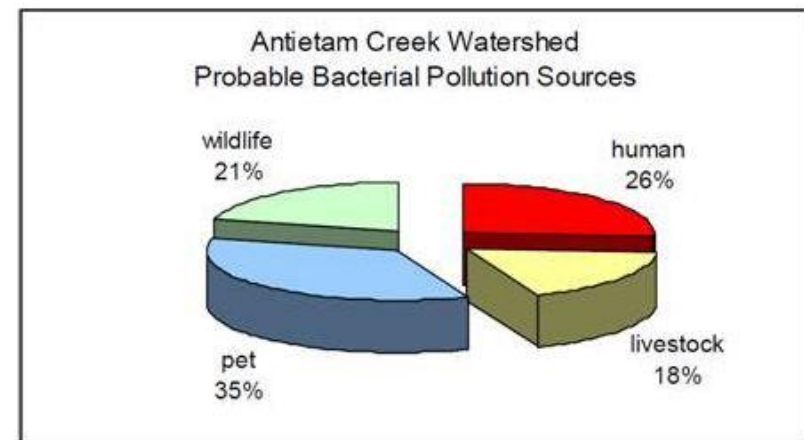 Antietam Creek Watershed
Probable Bacterial Pollution Sources
wildlife
21%
human
26%
pet
35%
livestock
18%